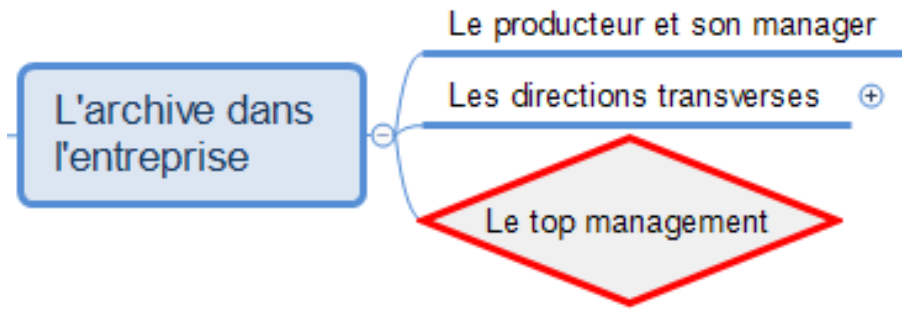 Le producteur et son manager
L'archive dans
l'entreprise
Les directions transverses
Le top management